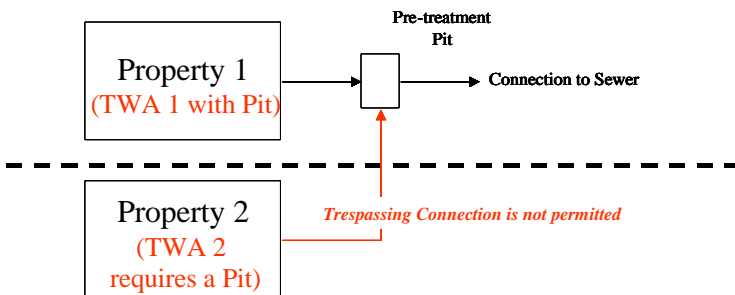 Pre-treatment
Pit
Property 1
(TWA 1 with Pit)
Connection to Sewer
Property 2
(TWA 2
requires a Pit)
Trespassing Connection is not permitted